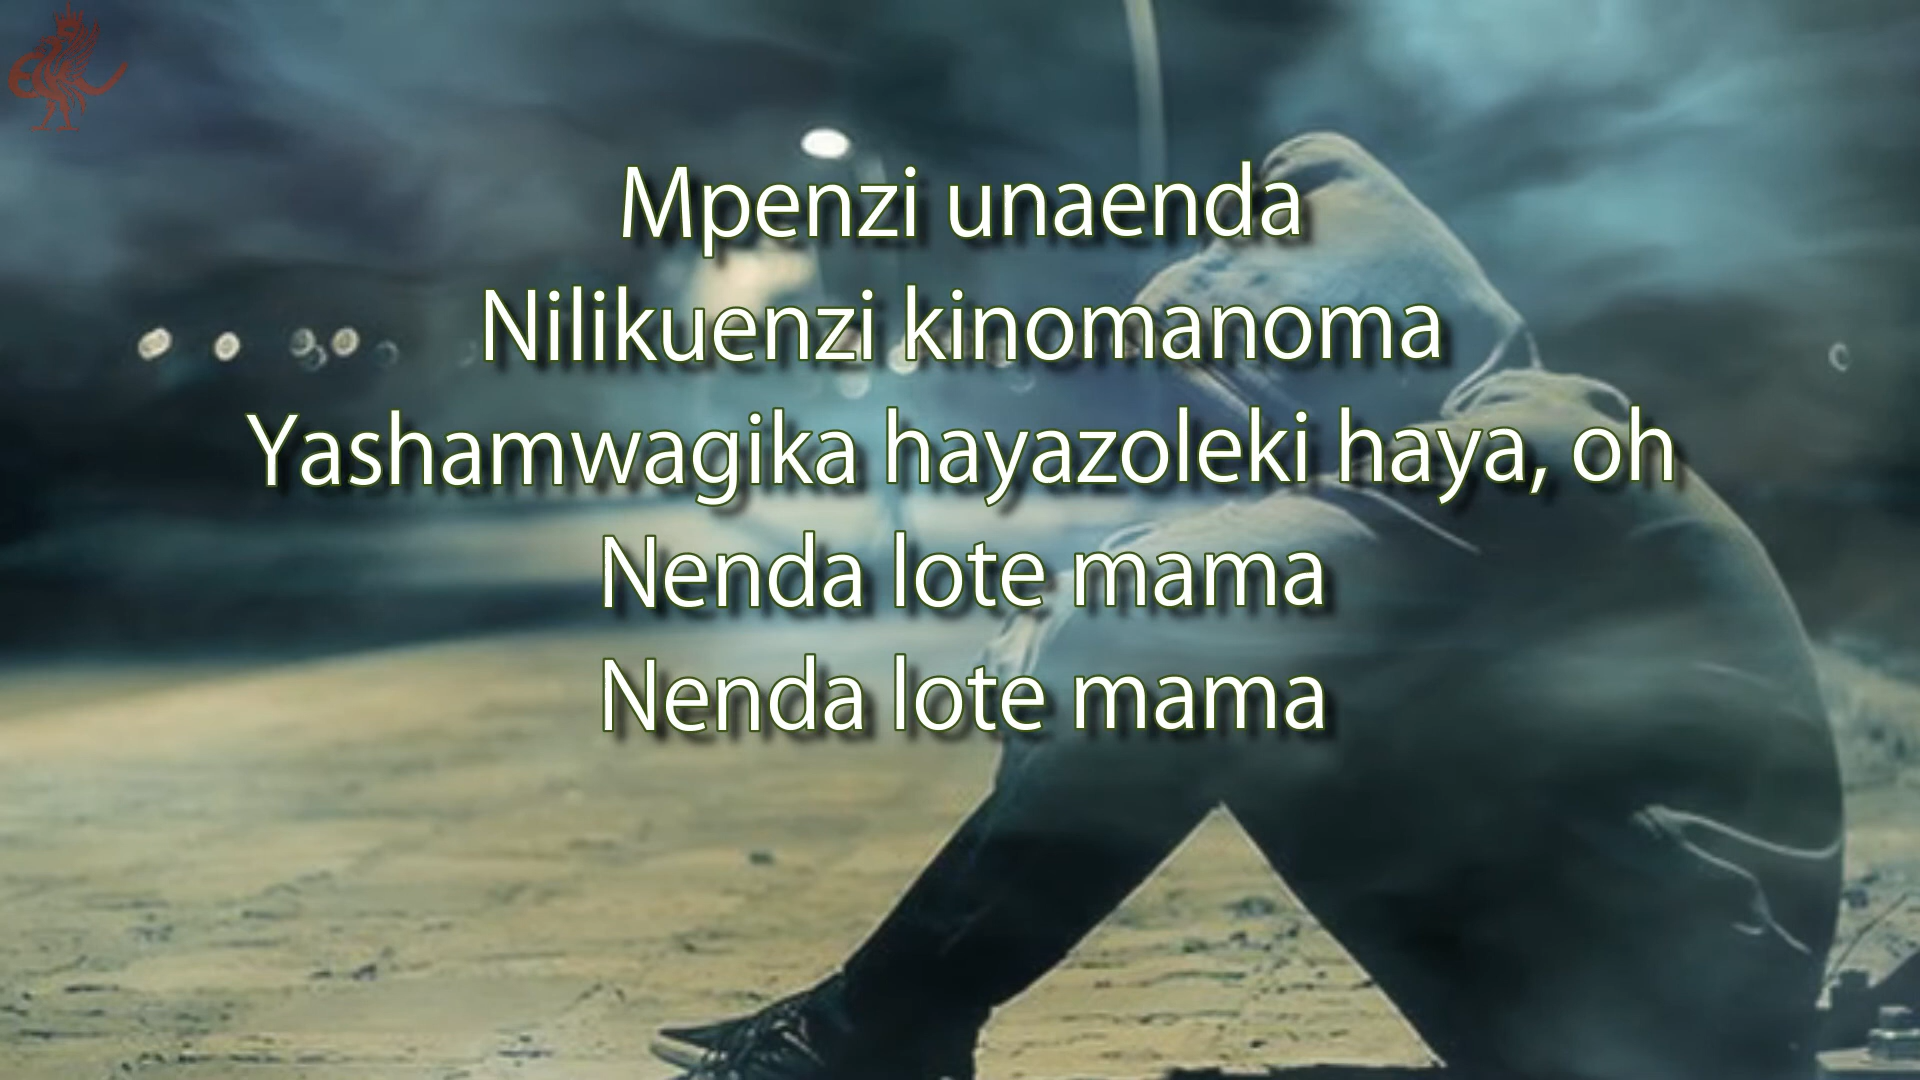 Mpenzi unaenda
Nilikuenzi kinomanoma
Yashamwagika hayazoleki haya, oh
Nenda lote mama
Nenda lote mama